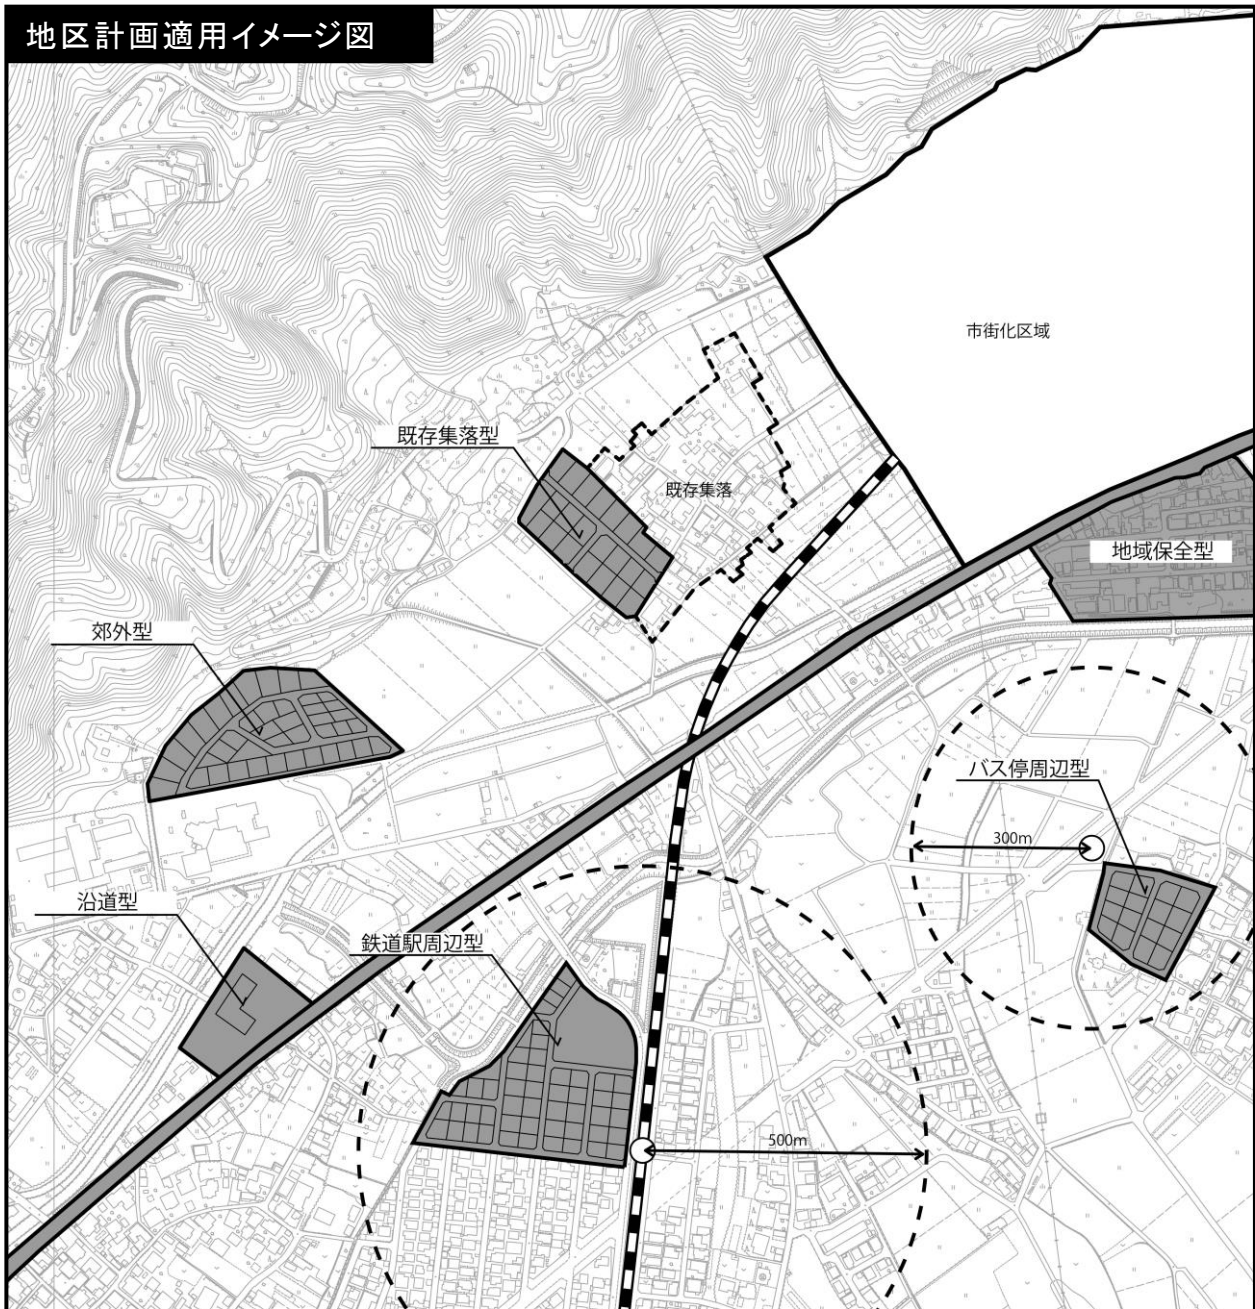 地区計画適用イメージ図
市街化区域
既存集落型
既存集落
地域保全型
郊外型
バス停周辺型
300m
沿道型
鉄道駅周辺型
500m